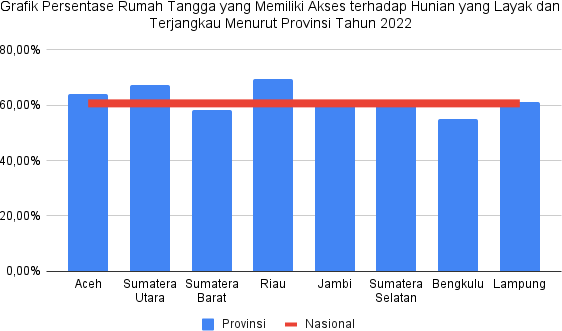 Grafik Persentase Rumah Tangga yang Memiliki Akses terhadap Hunian yang Layak dan
Terjangkau Menurut Provinsi Tahun 2022
80,00%
60,00%
40,00%
20,00%
0,00%
Aceh
Sumatera
Utara
Sumatera
Barat
Riau
Jambi
Sumatera
Selatan
Bengkulu
Lampung
Provinsi
Nasional